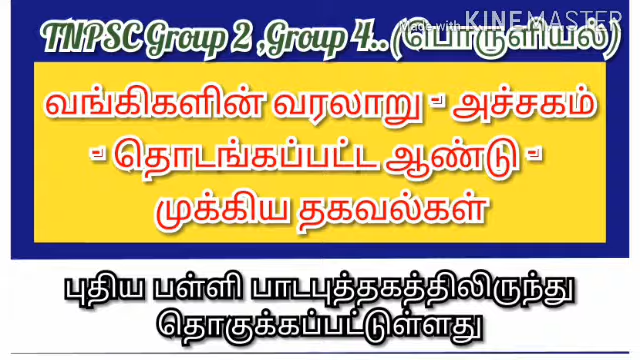 Made with KINEMASTER
TNPSC Group 2 ,Group 4.. (பொருளியல்)
வங்கிகளின் வரலாறு - அச்சகம்
- தொடங்கப்பட்ட ஆண்டு -
முக்கிய தகவல்கள்
புதிய பள்ளி பாடபுத்தகத்திலிருந்து
தொகுக்கப்பட்டுள்ளது